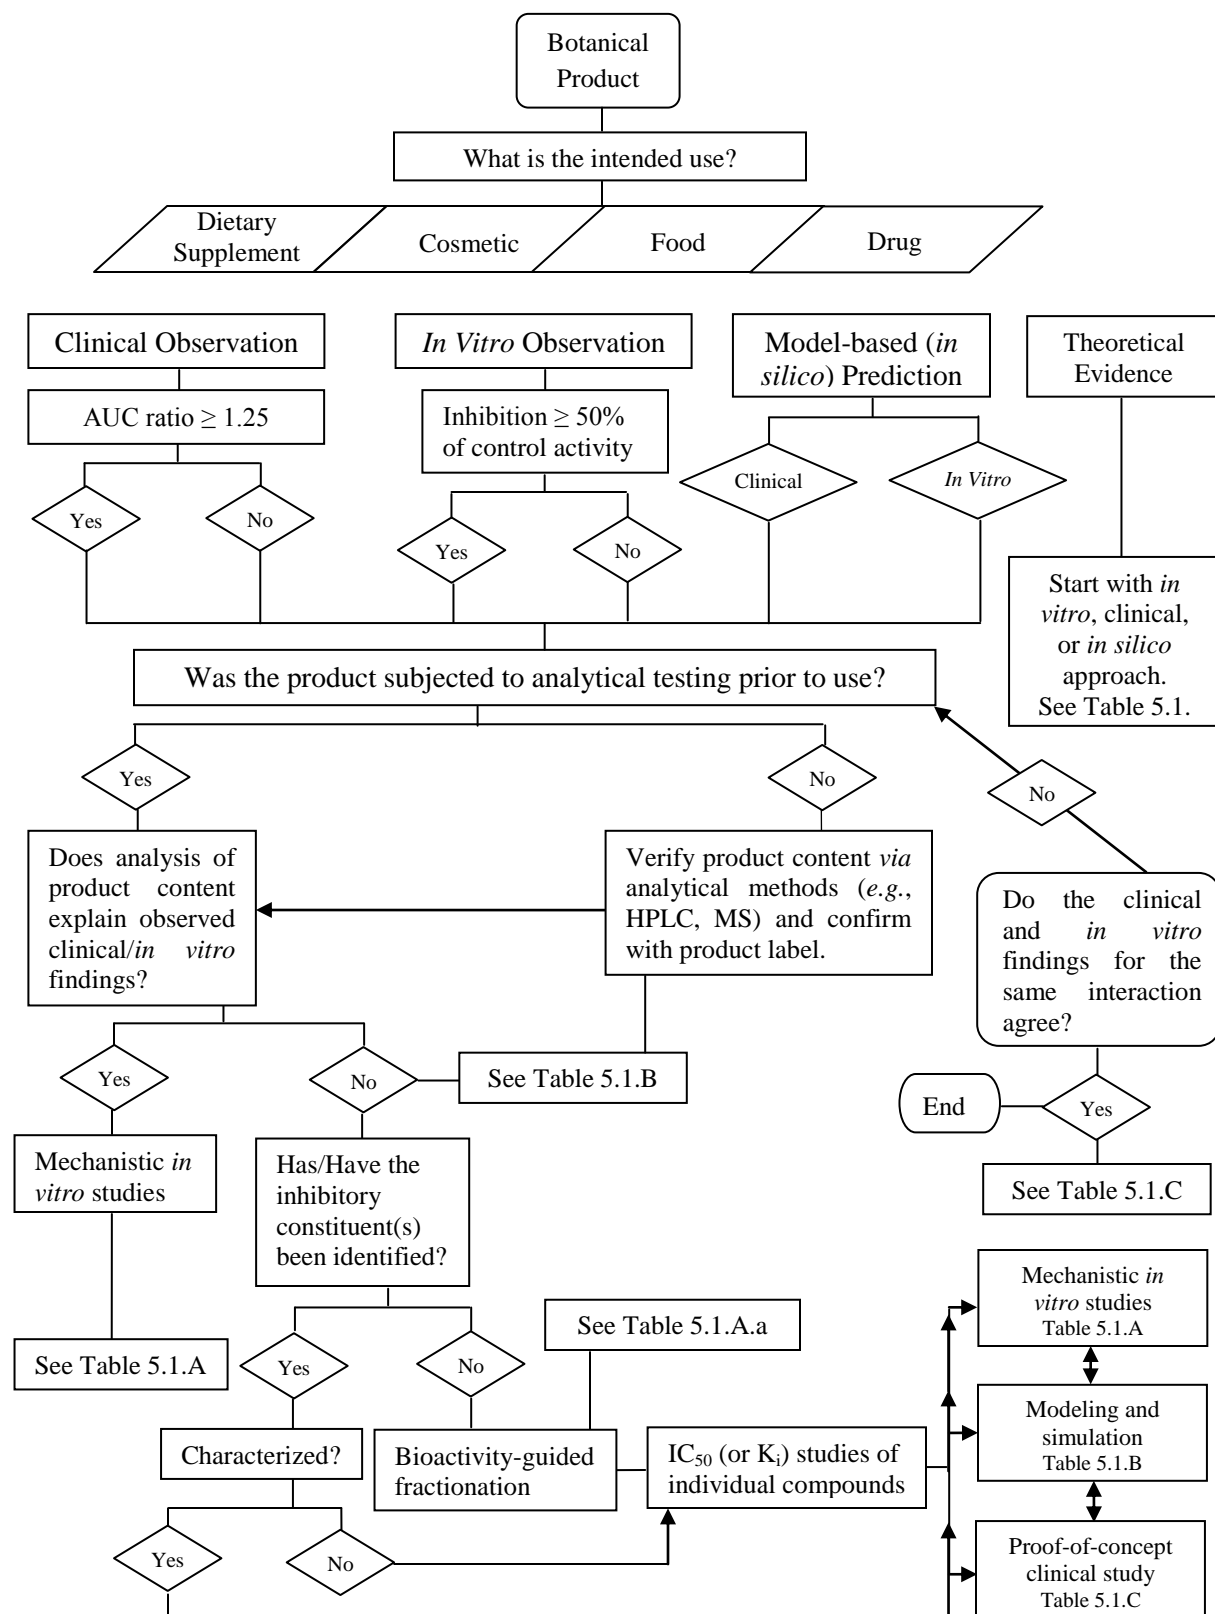 Botanical
Product
What is the intended use?
Dietary
Supplement
Cosmetic
Food
Drug
Clinical Observation
In Vitro Observation
Model-based (in
silico) Prediction
Theoretical
Evidence
AUC ratio ≥ 1.25
Inhibition ≥ 50%
of control activity
Clinical
In Vitro
Yes
No
Yes
No
Start with in
vitro, clinical,
or in silico
approach.
See Table 5.1.
Was the product subjected to analytical testing prior to use?
Yes
No
No
Does analysis of
product content
explain observed
clinical/in vitro
findings?
Verify product content via
analytical methods (e.g.,
HPLC, MS) and confirm
with product label.
Do the clinical
and in vitro
findings for the
same interaction
agree?
Yes
No
See Table 5.1.B
End
Yes
Mechanistic in
vitro studies
Has/Have the
inhibitory
constituent(s)
been identified?
See Table 5.1.C
See Table 5.1.A
Yes
No
See Table 5.1.A.a
Mechanistic in
vitro studies
Table 5.1.A
Characterized?
Bioactivity-guided
fractionation
IC50 (or Ki) studies of
individual compounds
Modeling and
simulation
Table 5.1.B
Yes
No
Proof-of-concept
clinical study
Table 5.1.C